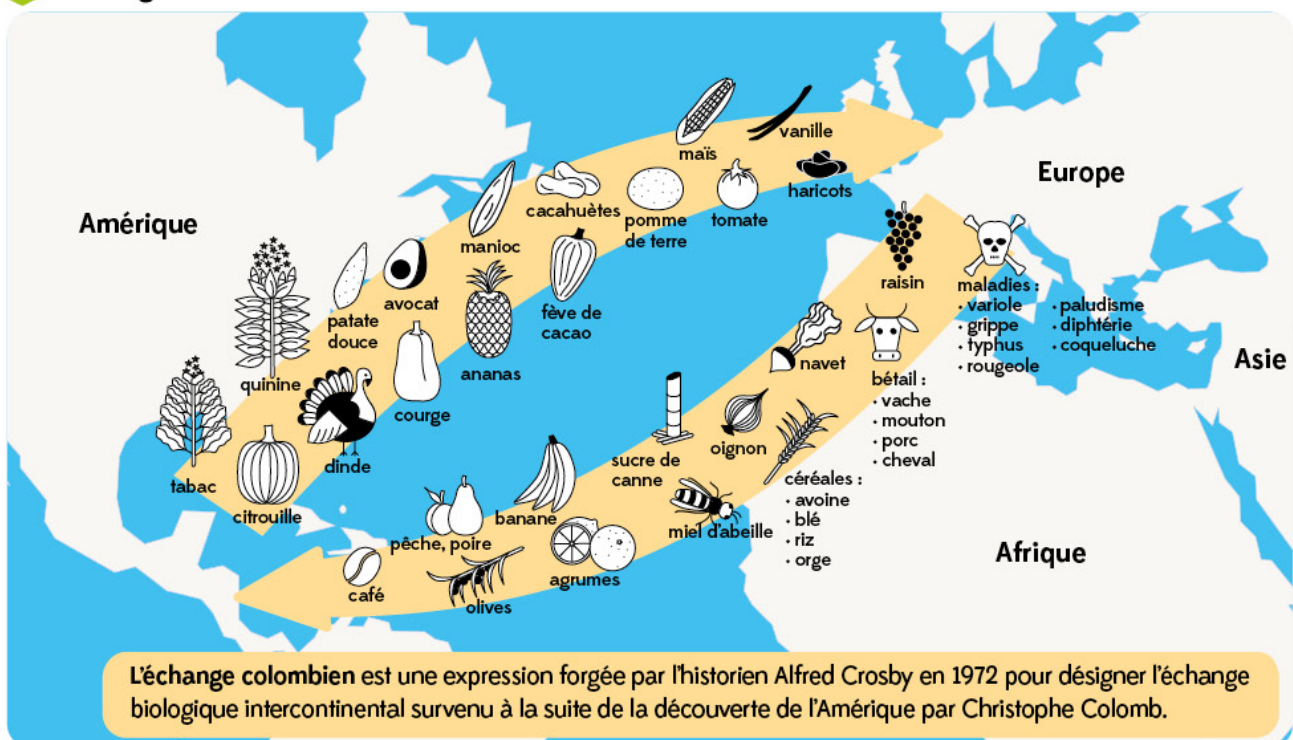 Amérique
Europe
Asie
Afrique
tabac
citrouille
quinine
dinde
patate
douce
avocat
courge
manioc
ananas
cacahuètes
fève de
cacao
pomme
de terre
maïs
tomate
vanille
haricots
raisin
maladies :
· variole
· grippe
· typhus
· rougeole
· paludisme
· diphtérie
· coqueluche
navet
bétail :
· vache
· mouton
· porc
· cheval
sucre de
canne
oignon
céréales :
· avoine
· blé
· riz
· orge
miel d'abeille
banane
agrumes
pêche, poire
olives
café
L'échange colombien est une expression forgée par l'historien Alfred Crosby en 1972 pour désigner l'échange
biologique intercontinental survenu à la suite de la découverte de l'Amérique par Christophe Colomb.